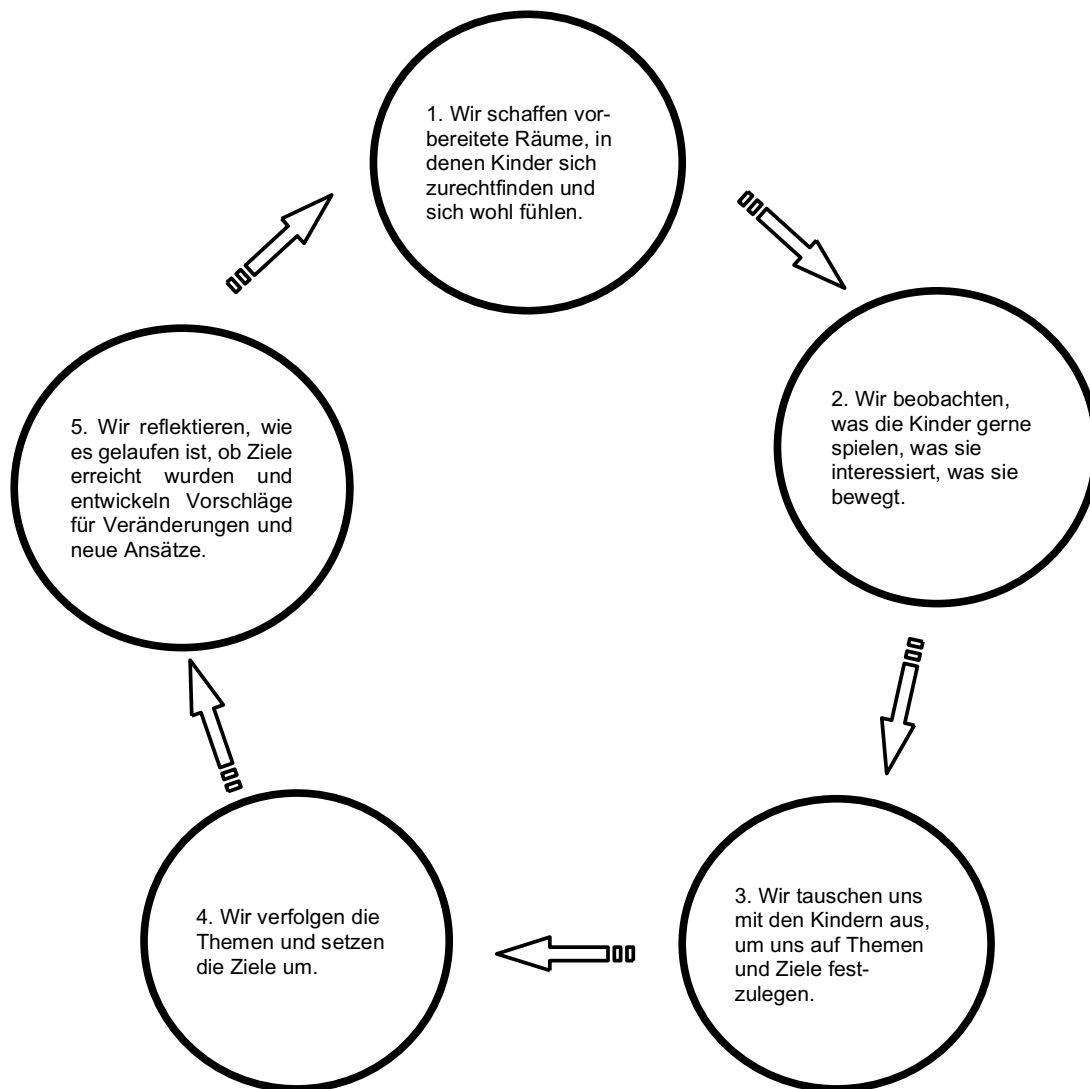 1. Wir schaffen vor-
bereitete Räume, in
denen Kinder sich
zurechtfinden und
sich wohl fühlen.
2. Wir beobachten,
was die Kinder gerne
spielen, was sie
interessiert, was sie
bewegt.
3. Wir tauschen uns
mit den Kindern aus,
um uns auf Themen
und Ziele fest-
zulegen.
4. Wir verfolgen die
Themen und setzen
die Ziele um.
5. Wir reflektieren, wie
es gelaufen ist, ob Ziele
erreicht wurden und
entwickeln Vorschläge
für Veränderungen und
neue Ansätze.